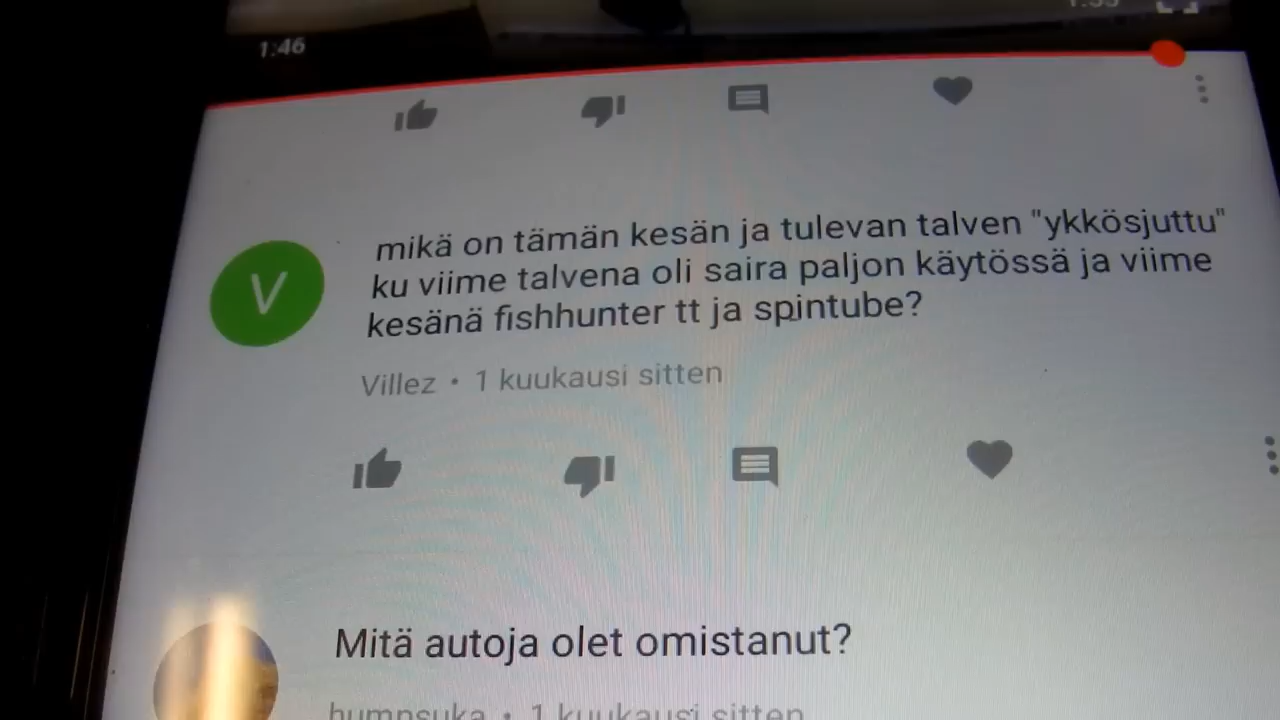 1:46
mikä on tämän kesän ja tulevan talven "ykkösjuttu"
ku viime talvena oli saira paljon käytössä ja viime
kesänä fishhunter tt ja spintube?
V
Villez • 1 kuukausi sitten
Mitä autoja olet omistanut?
humpsuka • 1 kuukausi sitten